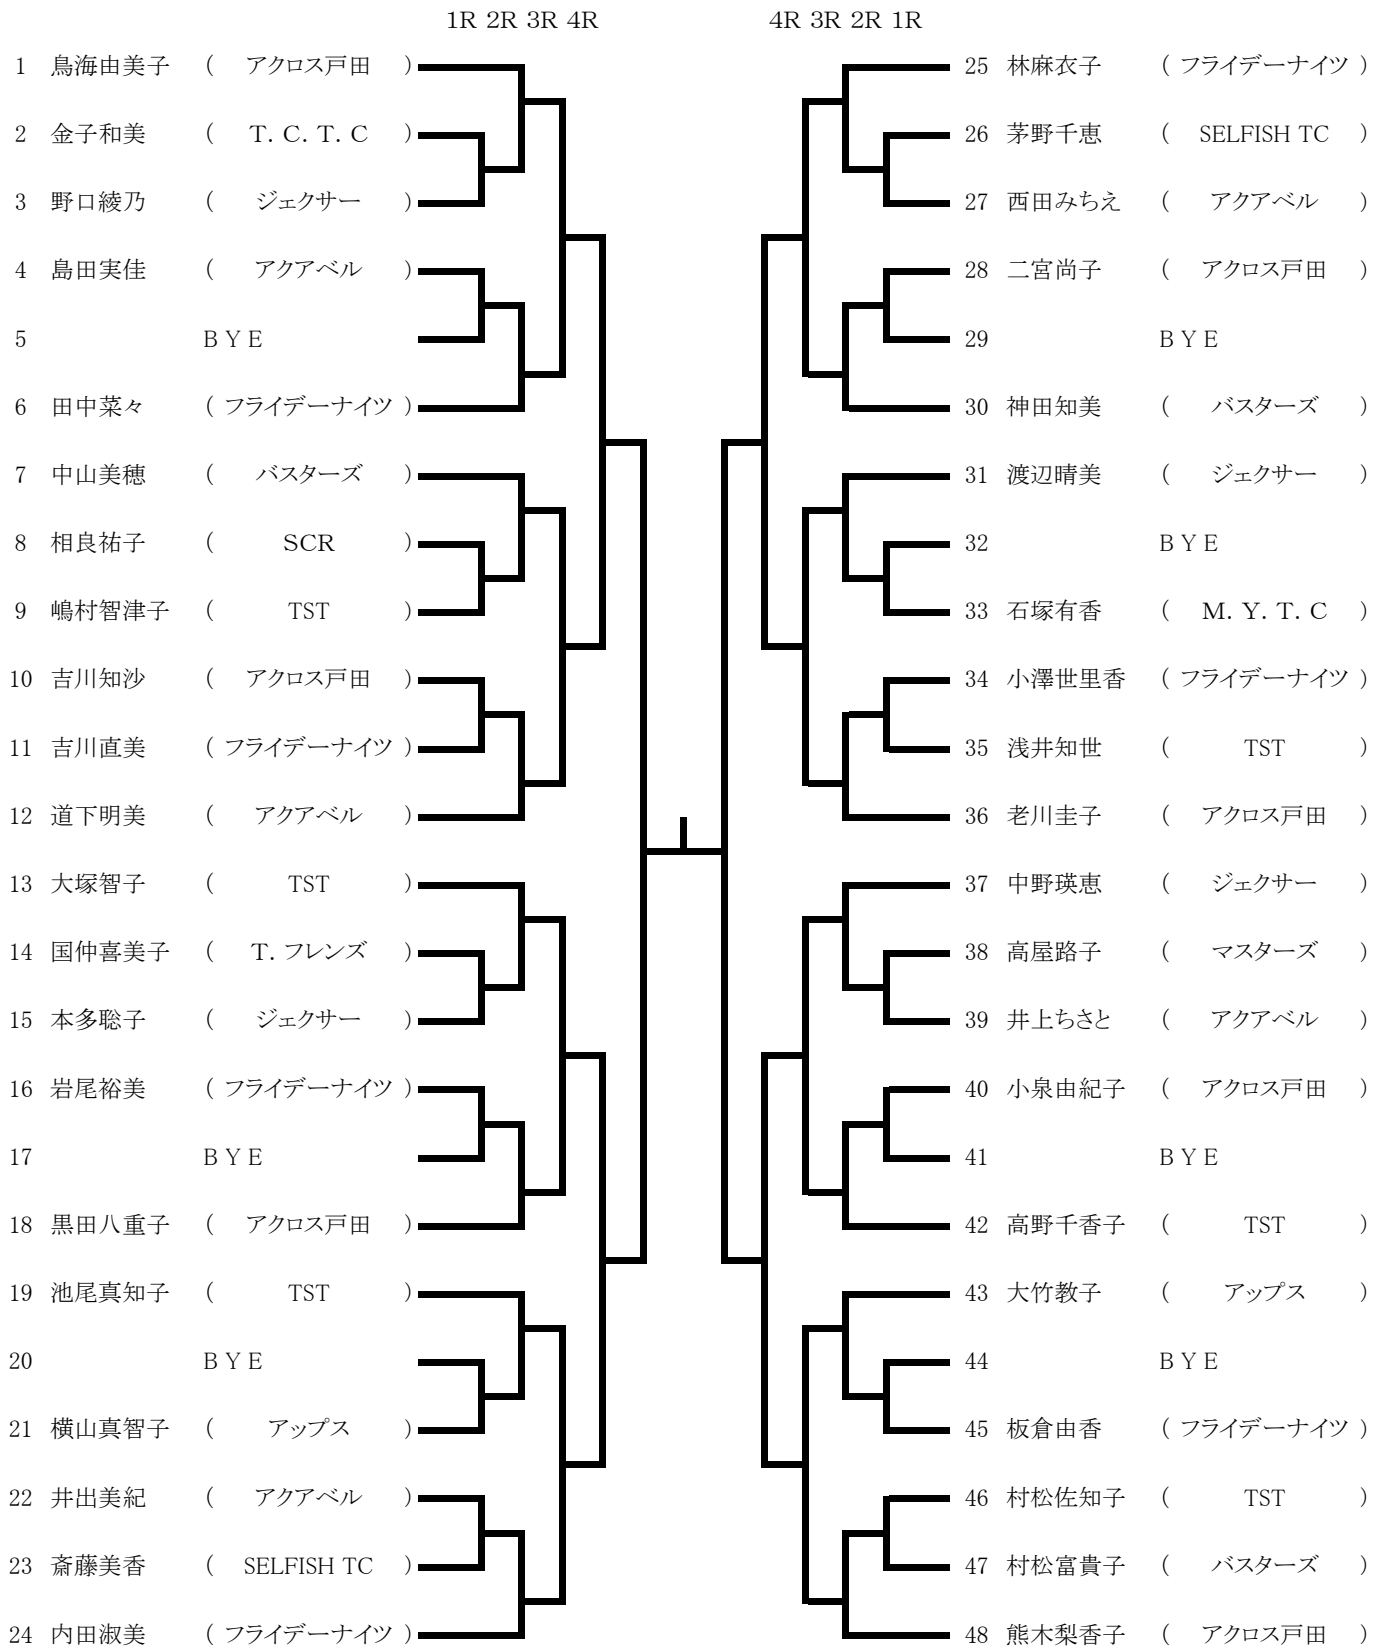 1R 2R 3R 4R
4R 3R 2R 1R
1 鳥海由美子 ( アクロス戸田 )
2 金子和美 ( T. C. T. C )
3 野口綾乃 ( ジェクサー )
4 島田実佳 ( アクアベル )
5 BYE
6 田中菜々 ( フライデーナイツ )
7 中山美穂 ( バスターズ )
8 相良祐子 ( SCR )
9 嶋村智津子 ( TST )
10 吉川知沙 ( アクロス戸田 )
11 吉川直美 ( フライデーナイツ )
12 道下明美 ( アクアベル )
13 大塚智子 ( TST )
14 国仲喜美子 ( T. フレンズ )
15 本多聡子 ( ジェクサー )
16 岩尾裕美 ( フライデーナイツ )
17 BYE
18 黒田八重子 ( アクロス戸田 )
19 池尾真知子 ( TST )
20 BYE
21 横山真智子 ( アップス )
22 井出美紀 ( アクアベル )
23 斎藤美香 ( SELFISH TC )
24 内田淑美 ( フライデーナイツ )
25 林麻衣子 ( フライデーナイツ )
26 茅野千恵 ( SELFISH TC )
27 西田みちえ ( アクアベル )
28 二宮尚子 ( アクロス戸田 )
29 BYE
30 神田知美 ( バスターズ )
31 渡辺晴美 ( ジェクサー )
32 BYE
33 石塚有香 ( M. Y. T. C )
34 小澤世里香 ( フライデーナイツ )
35 浅井知世 ( TST )
36 老川圭子 ( アクロス戸田 )
37 中野瑛恵 ( ジェクサー )
38 高屋路子 ( マスターズ )
39 井上ちさと ( アクアベル )
40 小泉由紀子 ( アクロス戸田 )
41 BYE
42 高野千香子 ( TST )
43 大竹教子 ( アップス )
44 BYE
45 板倉由香 ( フライデーナイツ )
46 村松佐知子 ( TST )
47 村松富貴子 ( バスターズ )
48 熊木梨香子 ( アクロス戸田 )